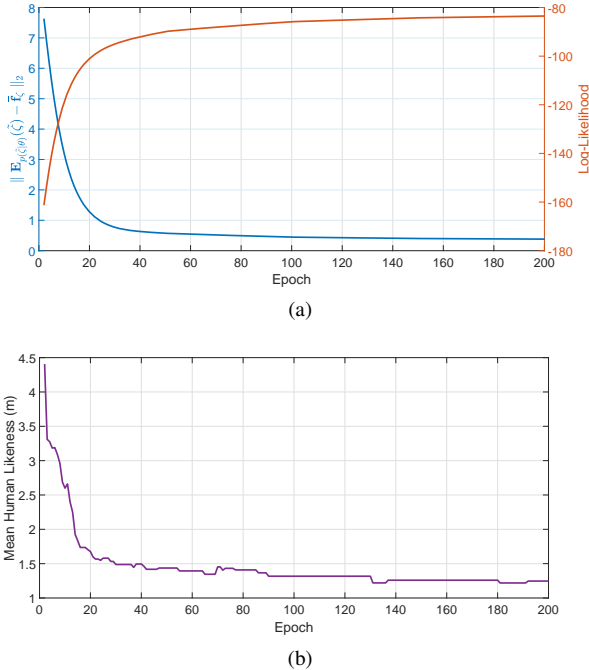 8 -80
7
6 -100
5
4 -120
3 -140
2
1 -160
0 -180
0 20 40 60 80 100 120 140 160 180 200
|| E_{p(ζ̃|θ)}(ζ̃) − f̄_ζ̃ ||₂
Log-Likelihood
Epoch
(a)
4.5
4
3.5
3
2.5
2
1.5
1
0 20 40 60 80 100 120 140 160 180 200
Mean Human Likeness (m)
Epoch
(b)